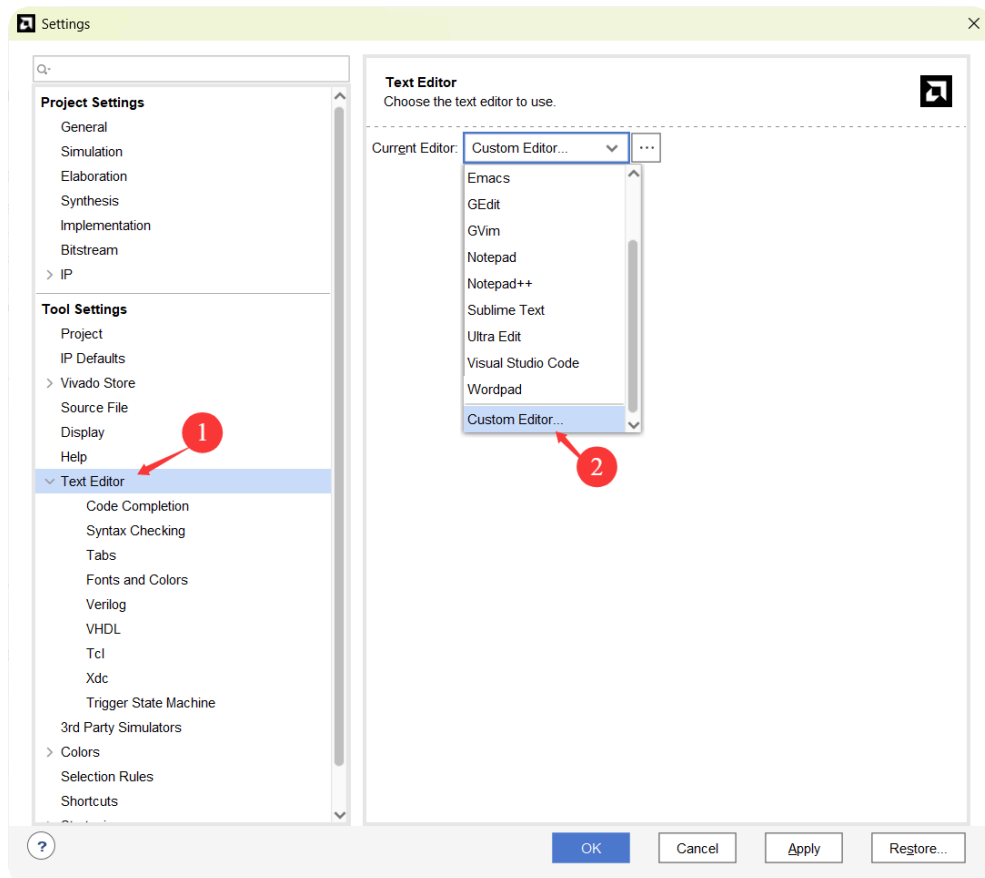 Settings
Project Settings
General
Simulation
Elaboration
Synthesis
Implementation
Bitstream
IP
Tool Settings
Project
IP Defaults
Vivado Store
Source File
Display
Help
Text Editor
Code Completion
Syntax Checking
Tabs
Fonts and Colors
Verilog
VHDL
Tcl
Xdc
Trigger State Machine
3rd Party Simulators
Colors
Selection Rules
Shortcuts
1
Text Editor
Choose the text editor to use.
Current Editor: Custom Editor... ...
Emacs
GEdit
GVim
Notepad
Notepad++
Sublime Text
Ultra Edit
Visual Studio Code
Wordpad
Custom Editor...
2
? OK Cancel Apply Restore...